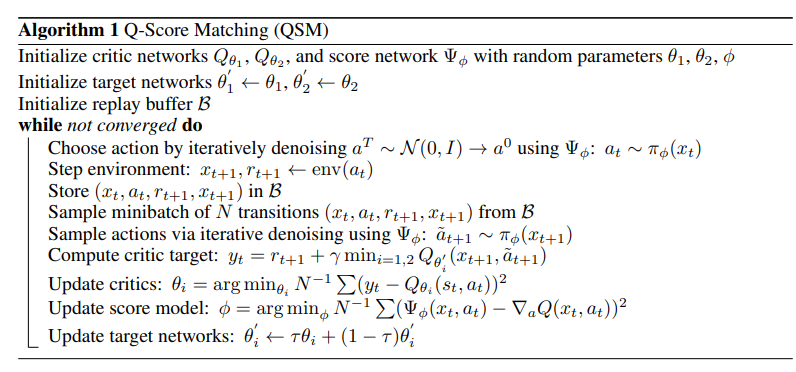 Algorithm 1 Q-Score Matching (QSM)
Initialize critic networks $Q_{\theta_1}$, $Q_{\theta_2}$, and score network $\Psi_\phi$ with random parameters $\theta_1, \theta_2, \phi$
Initialize target networks $\theta_1' \leftarrow \theta_1, \theta_2' \leftarrow \theta_2$
Initialize replay buffer $\mathcal{B}$
while not converged do
Choose action by iteratively denoising $a^T \sim \mathcal{N}(0, I) \rightarrow a^0$ using $\Psi_\phi$: $a_t \sim \pi_\phi(x_t)$
Step environment: $x_{t+1}, r_{t+1} \leftarrow \text{env}(a_t)$
Store $(x_t, a_t, r_{t+1}, x_{t+1})$ in $\mathcal{B}$
Sample minibatch of $N$ transitions $(x_t, a_t, r_{t+1}, x_{t+1})$ from $\mathcal{B}$
Sample actions via iterative denoising using $\Psi_\phi$: $\tilde{a}_{t+1} \sim \pi_\phi(x_{t+1})$
Compute critic target: $y_t = r_{t+1} + \gamma \min_{i=1,2} Q_{\theta_i'}(x_{t+1}, \tilde{a}_{t+1})$
Update critics: $\theta_i = \arg\min_{\theta_i} N^{-1} \sum (y_t - Q_{\theta_i}(s_t, a_t))^2$
Update score model: $\phi = \arg\min_\phi N^{-1} \sum (\Psi_\phi(x_t, a_t) - \nabla_a Q(x_t, a_t))^2$
Update target networks: $\theta_i' \leftarrow \tau\theta_i + (1 - \tau)\theta_i'$